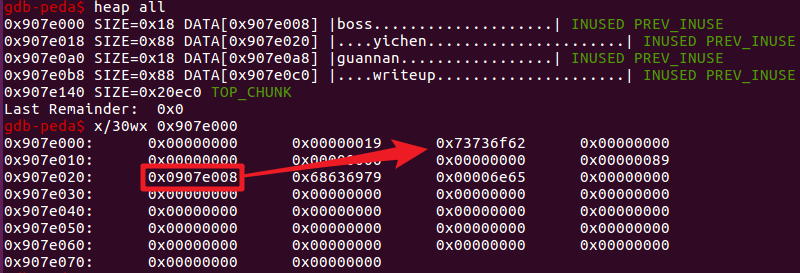 gdb-peda$ heap all
0x907e000 SIZE=0x18 DATA[0x907e008] |boss....................| INUSED PREV_INUSE
0x907e018 SIZE=0x88 DATA[0x907e020] |....yichen......................| INUSED PREV_INUSE
0x907e0a0 SIZE=0x18 DATA[0x907e0a8] |guannan.................| INUSED PREV_INUSE
0x907e0b8 SIZE=0x88 DATA[0x907e0c0] |....writeup.....................| INUSED PREV_INUSE
0x907e140 SIZE=0x20ec0 TOP_CHUNK
Last Remainder:  0x0
gdb-peda$ x/30wx 0x907e000
0x907e000:      0x00000000      0x00000019      0x73736f62      0x00000000
0x907e010:      0x00000000      0x00000000      0x00000000      0x00000089
0x907e020:      0x0907e008      0x68636979      0x00006e65      0x00000000
0x907e030:      0x00000000      0x00000000      0x00000000      0x00000000
0x907e040:      0x00000000      0x00000000      0x00000000      0x00000000
0x907e050:      0x00000000      0x00000000      0x00000000      0x00000000
0x907e060:      0x00000000      0x00000000      0x00000000      0x00000000
0x907e070:      0x00000000      0x00000000